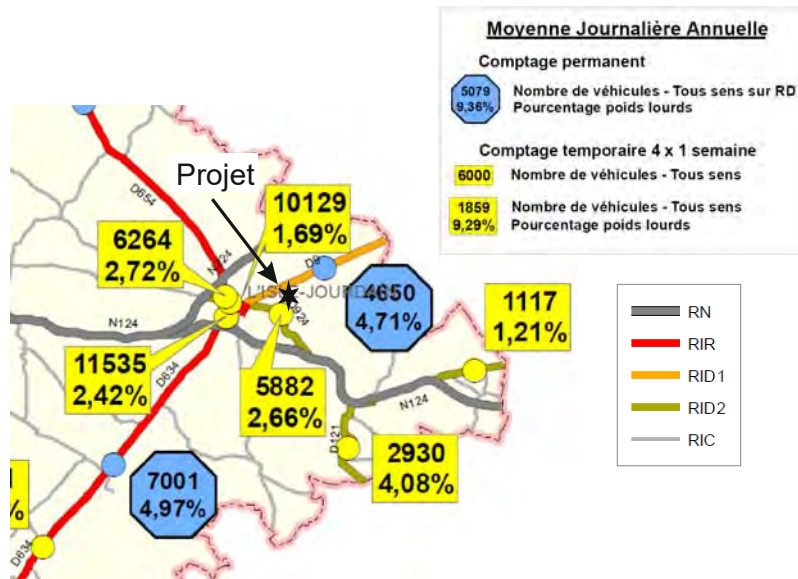 Moyenne Journalière Annuelle
Comptage permanent
5079
9,36%
Nombre de véhicules - Tous sens sur RD
Pourcentage poids lourds
Comptage temporaire 4 x 1 semaine
6000
Nombre de véhicules - Tous sens
1859
9,29%
Nombre de véhicules - Tous sens
Pourcentage poids lourds
D654
Projet
10129
1,69%
6264
2,72%
N124
D9
4650
4,71%
D924
1117
1,21%
N124
11535
2,42%
D634
5882
2,66%
N124
D121
2930
4,08%
7001
4,97%
%
D634
RN
RIR
RID1
RID2
RIC